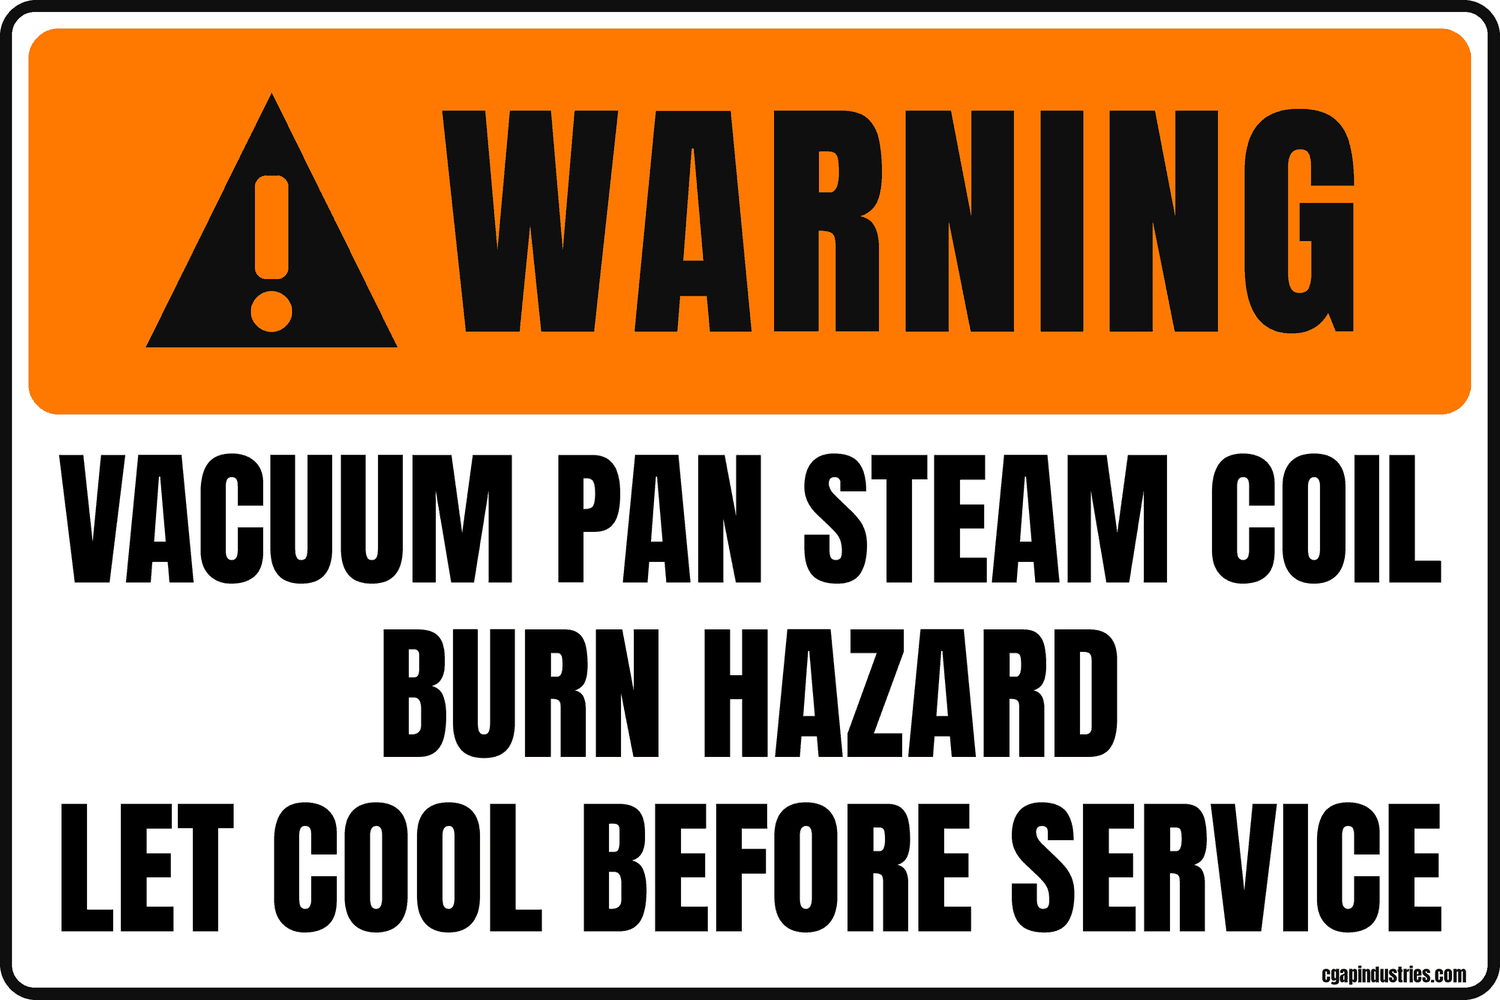 WARNING
VACUUM PAN STEAM COIL
BURN HAZARD
LET COOL BEFORE SERVICE
cgapindustries.com